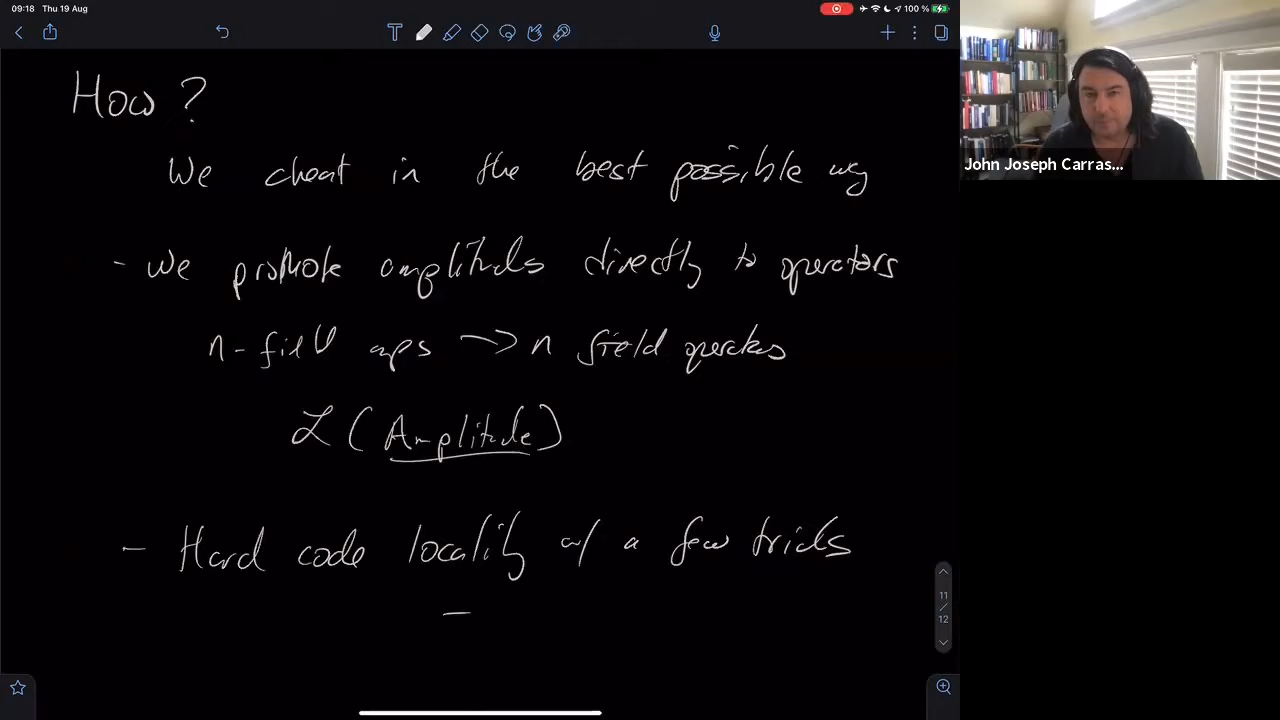 09:18 Thu 19 Aug
100 %
How?
We cheat in the best possible way
- We promote amplitudes directly to operators
n-field amps → n field operators
L (Amplitude)
- Hard code locality w/ a few tricks
-
11
/
12
John Joseph Carras...